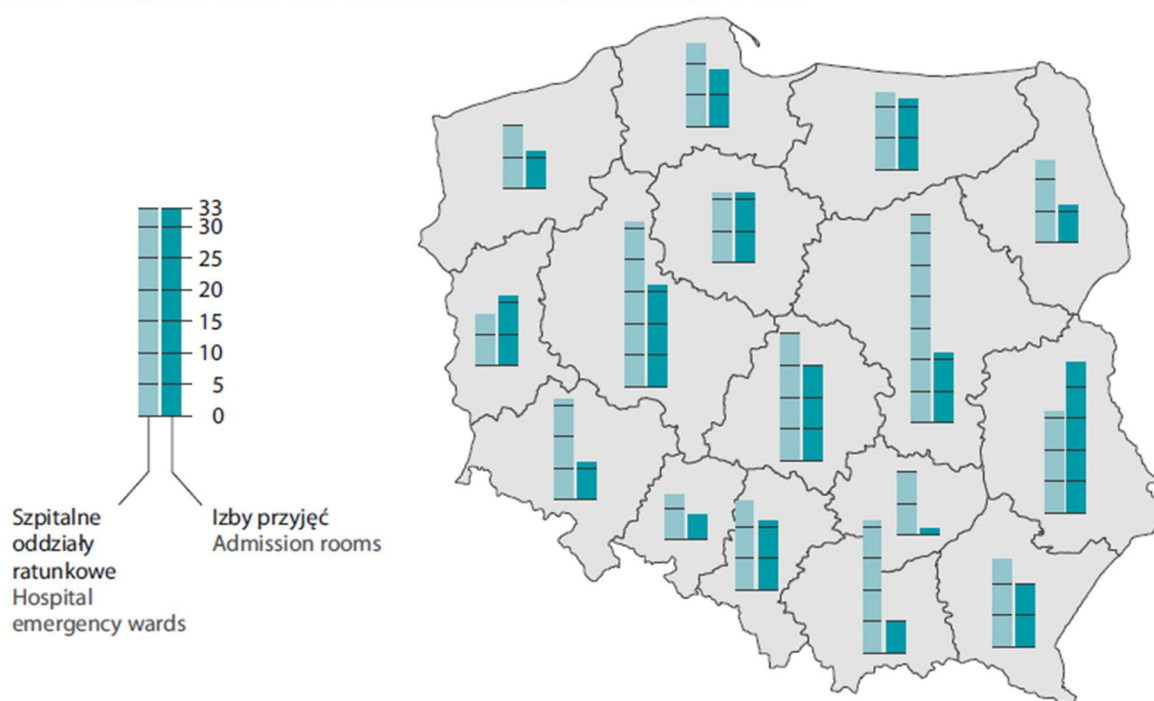 33
30
25
20
15
10
5
0
Szpitalne
oddziały
ratunkowe
Hospital
emergency wards
Izby przyjęć
Admission rooms